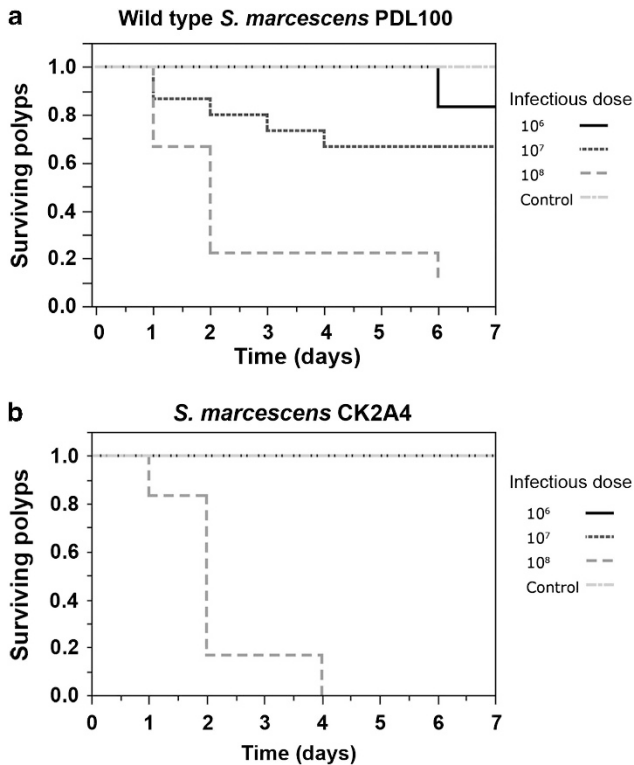 a
Wild type S. marcescens PDL100
Surviving polyps
1.0
0.8
0.6
0.4
0.2
0.0
0 1 2 3 4 5 6 7
Time (days)
Infectious dose
10⁶
10⁷
10⁸
Control
b
S. marcescens CK2A4
Surviving polyps
1.0
0.8
0.6
0.4
0.2
0.0
0 1 2 3 4 5 6 7
Time (days)
Infectious dose
10⁶
10⁷
10⁸
Control